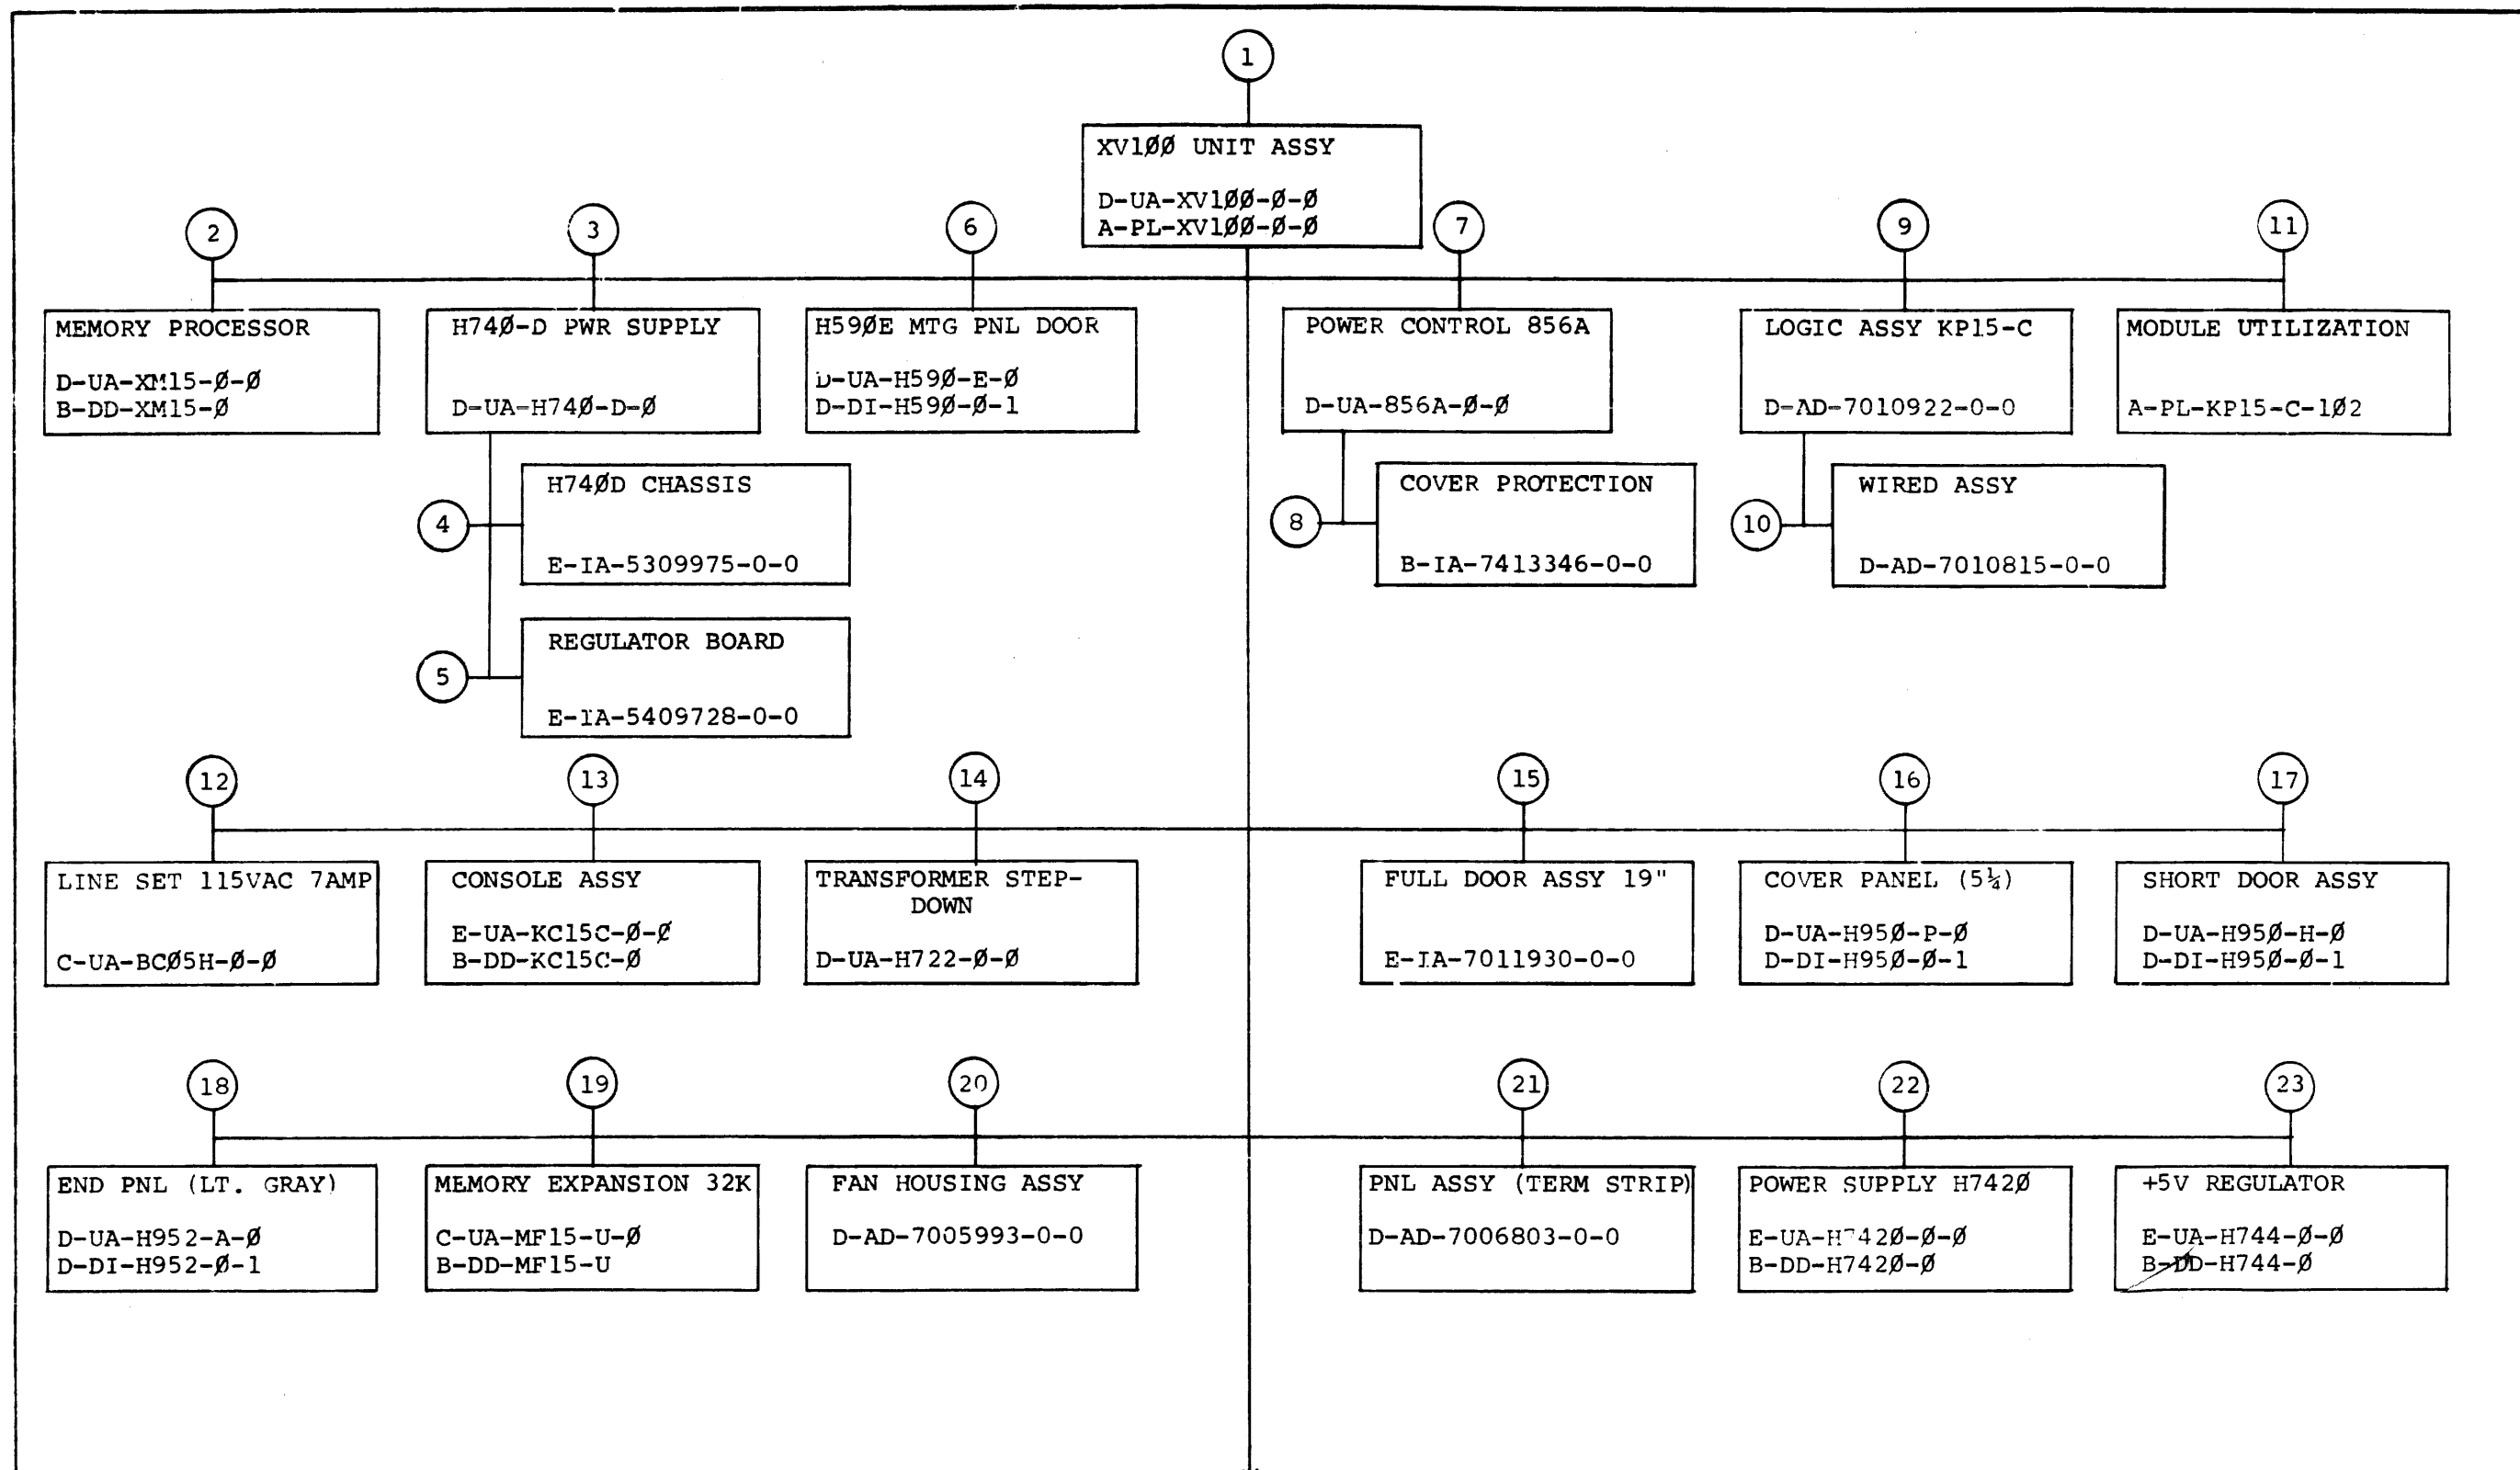 1
XV1ØØ UNIT ASSY
D-UA-XV1ØØ-Ø-Ø
A-PL-XV1ØØ-Ø-Ø
2
MEMORY PROCESSOR
D-UA-XM15-Ø-Ø
B-DD-XM15-Ø
3
H74Ø-D PWR SUPPLY
D-UA-H74Ø-D-Ø
4
H74ØD CHASSIS
E-IA-5309975-0-0
5
REGULATOR BOARD
E-IA-5409728-0-0
6
H59ØE MTG PNL DOOR
D-UA-H59Ø-E-Ø
D-DI-H59Ø-Ø-1
7
POWER CONTROL 856A
D-UA-856A-Ø-Ø
8
COVER PROTECTION
B-IA-7413346-0-0
9
LOGIC ASSY KP15-C
D-AD-7010922-0-0
10
WIRED ASSY
D-AD-7010815-0-0
11
MODULE UTILIZATION
A-PL-KP15-C-1Ø2
12
LINE SET 115VAC 7AMP
C-UA-BCØ5H-Ø-Ø
13
CONSOLE ASSY
E-UA-KC15C-Ø-Ø
B-DD-KC15C-Ø
14
TRANSFORMER STEP-
DOWN
D-UA-H722-Ø-Ø
15
FULL DOOR ASSY 19"
E-IA-7011930-0-0
16
COVER PANEL (5¼)
D-UA-H95Ø-P-Ø
D-DI-H95Ø-Ø-1
17
SHORT DOOR ASSY
D-UA-H95Ø-H-Ø
D-DI-H95Ø-Ø-1
18
END PNL (LT. GRAY)
D-UA-H952-A-Ø
D-DI-H952-Ø-1
19
MEMORY EXPANSION 32K
C-UA-MF15-U-Ø
B-DD-MF15-U
20
FAN HOUSING ASSY
D-AD-7005993-0-0
21
PNL ASSY (TERM STRIP)
D-AD-7006803-0-0
22
POWER SUPPLY H742Ø
E-UA-H742Ø-Ø-Ø
B-DD-H742Ø-Ø
23
+5V REGULATOR
E-UA-H744-Ø-Ø
B-DD-H744-Ø